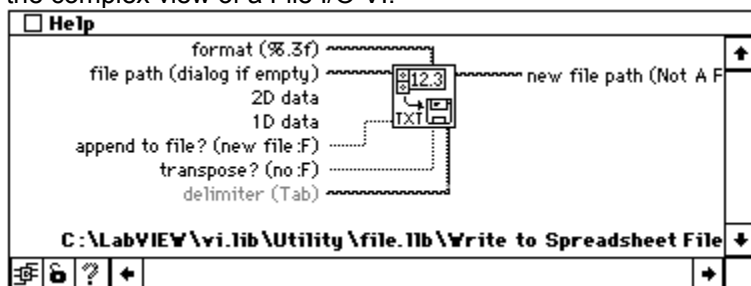 the complex view of a File I/O VI.
Help
format (%.3f)
file path (dialog if empty)
12.3
new file path (Not A F
2D data
1D data
TXT
append to file? (new file:F)
transpose? (no:F)
delimiter (Tab)
C:\LabVIEW\vi.lib\Utility\file.llb\Write to Spreadsheet File
?